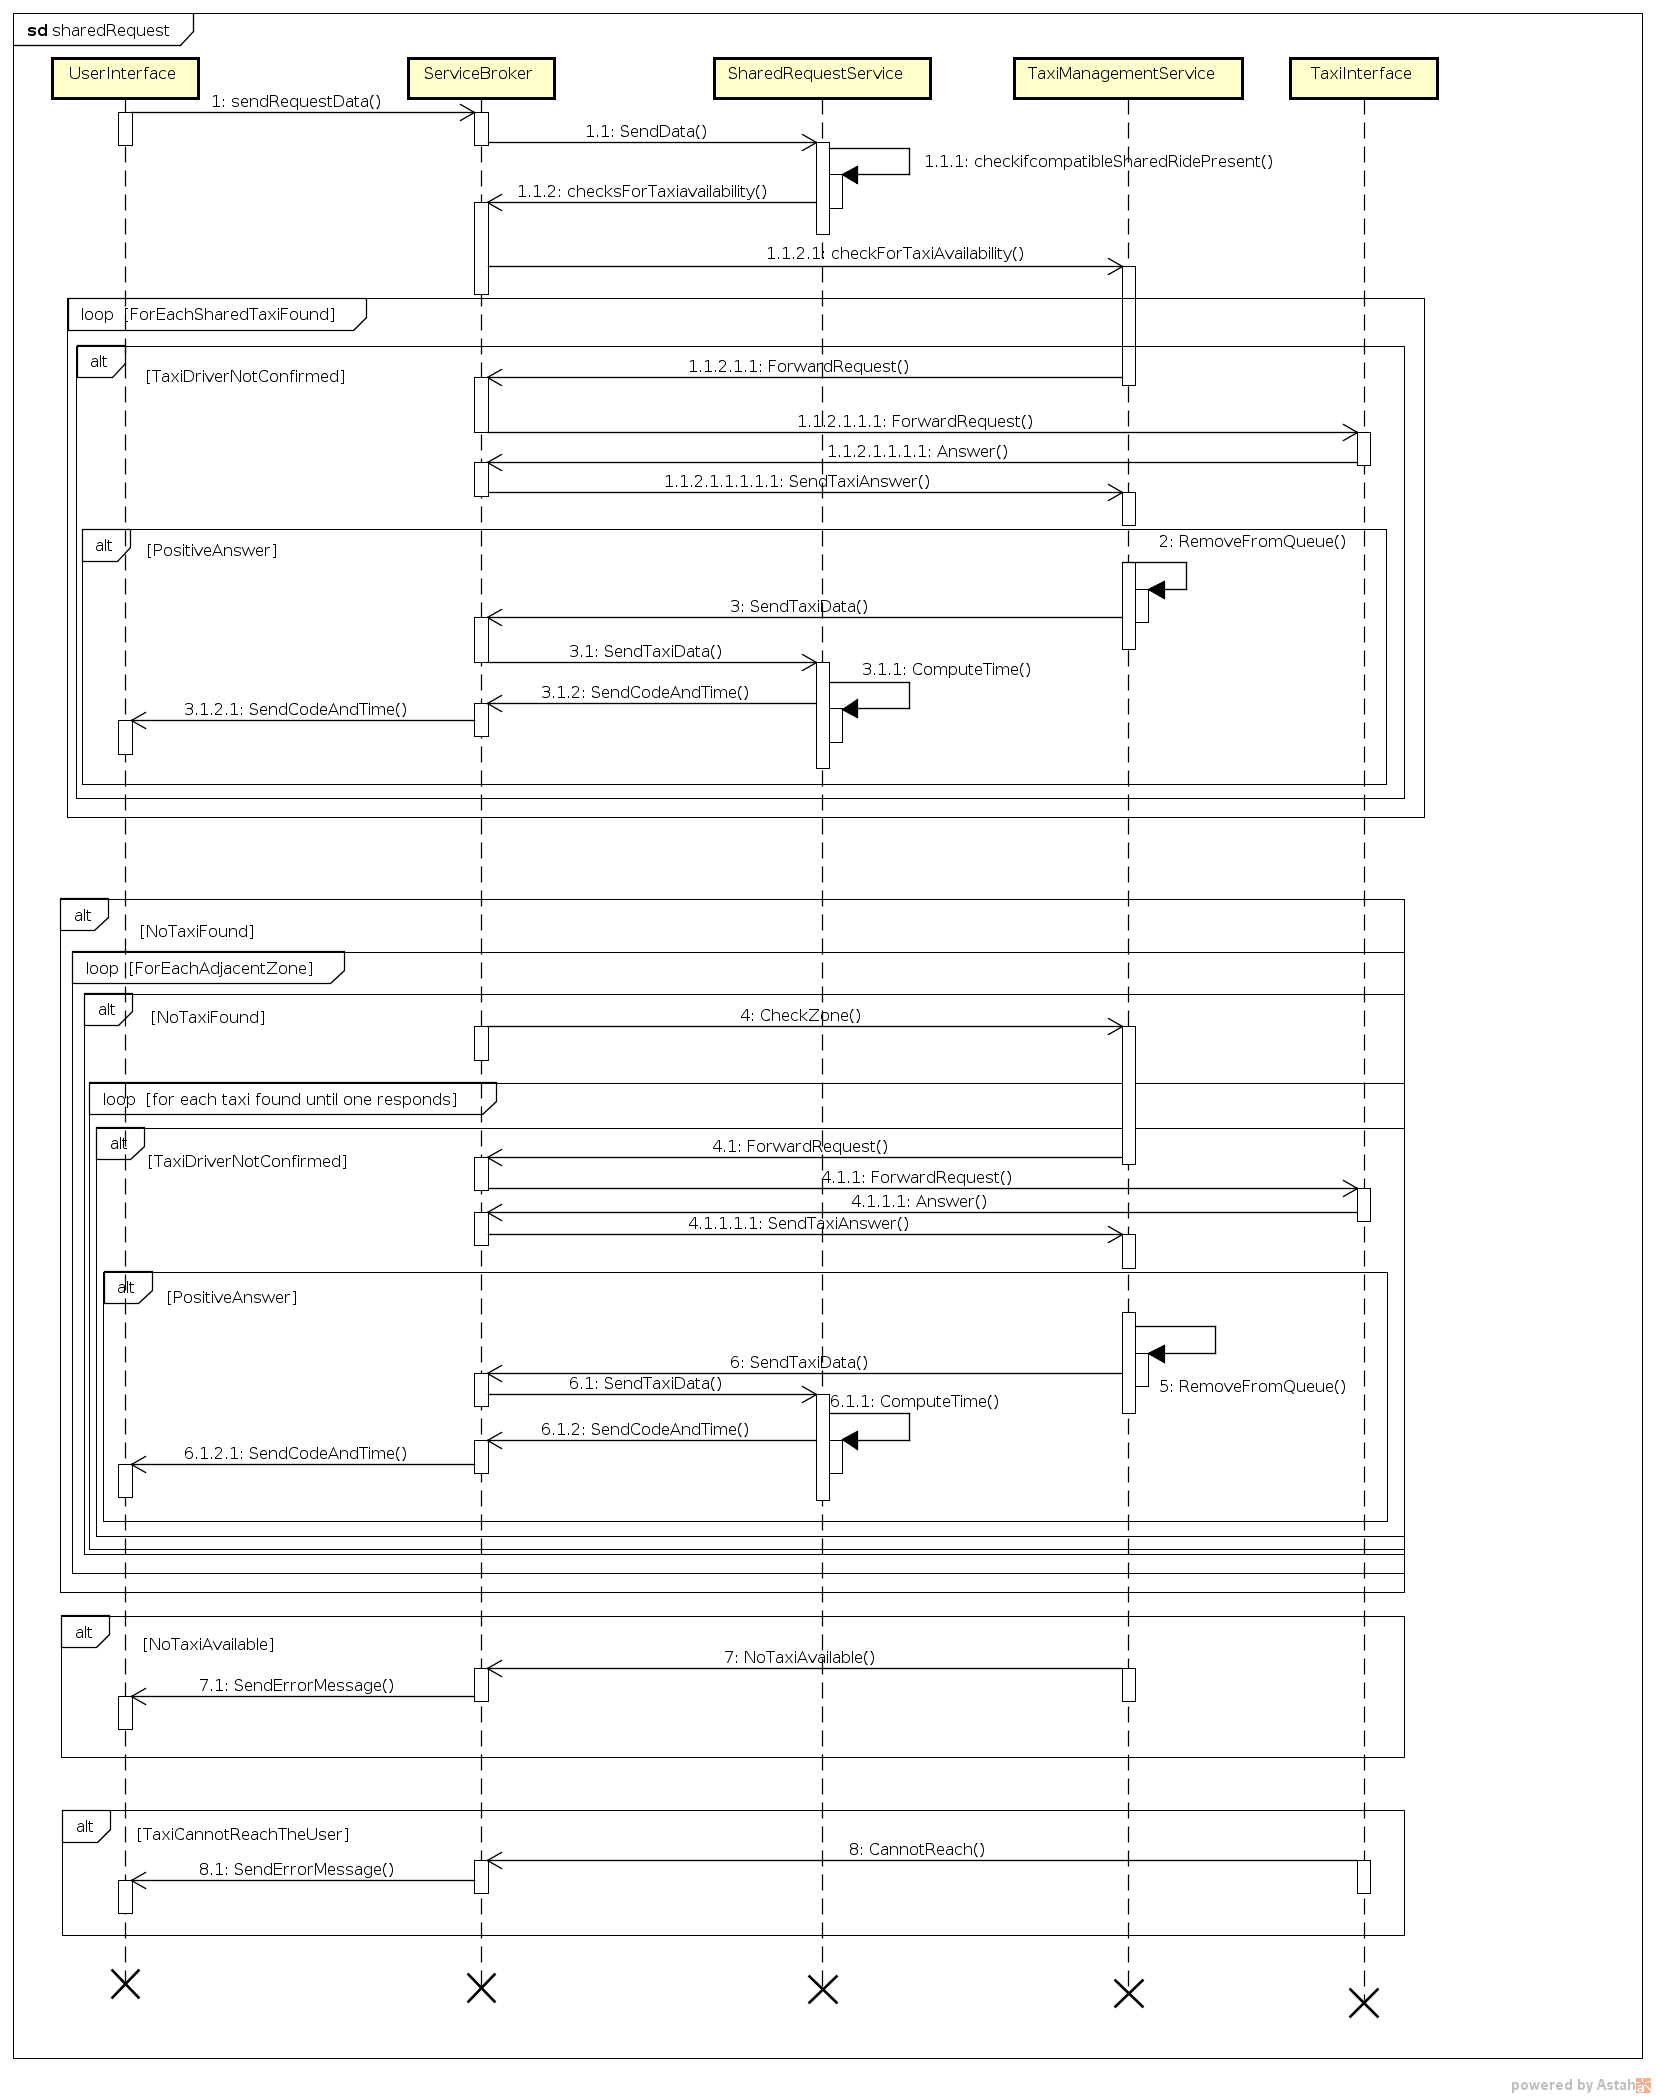 sd sharedRequest
UserInterface
ServiceBroker
SharedRequestService
TaxiManagementService
TaxiInterface
1: sendRequestData()
1.1: SendData()
1.1.1: checkifcompatibleSharedRidePresent()
1.1.2: checksForTaxiavailability()
1.1.2.1: checkForTaxiAvailability()
loop [ForEachSharedTaxiFound]
alt
[TaxiDriverNotConfirmed]
1.1.2.1.1: ForwardRequest()
1.1.2.1.1.1: ForwardRequest()
1.1.2.1.1.1.1: Answer()
1.1.2.1.1.1.1.1: SendTaxiAnswer()
alt
[PositiveAnswer]
2: RemoveFromQueue()
3: SendTaxiData()
3.1: SendTaxiData()
3.1.1: ComputeTime()
3.1.2: SendCodeAndTime()
3.1.2.1: SendCodeAndTime()
alt
[NoTaxiFound]
loop [ForEachAdjacentZone]
alt
[NoTaxiFound]
4: CheckZone()
loop [for each taxi found until one responds]
alt
[TaxiDriverNotConfirmed]
4.1: ForwardRequest()
4.1.1: ForwardRequest()
4.1.1.1: Answer()
4.1.1.1.1: SendTaxiAnswer()
alt
[PositiveAnswer]
6: SendTaxiData()
6.1: SendTaxiData()
5: RemoveFromQueue()
6.1.1: ComputeTime()
6.1.2: SendCodeAndTime()
6.1.2.1: SendCodeAndTime()
alt
[NoTaxiAvailable]
7: NoTaxiAvailable()
7.1: SendErrorMessage()
alt
[TaxiCannotReachTheUser]
8: CannotReach()
8.1: SendErrorMessage()
powered by Astah